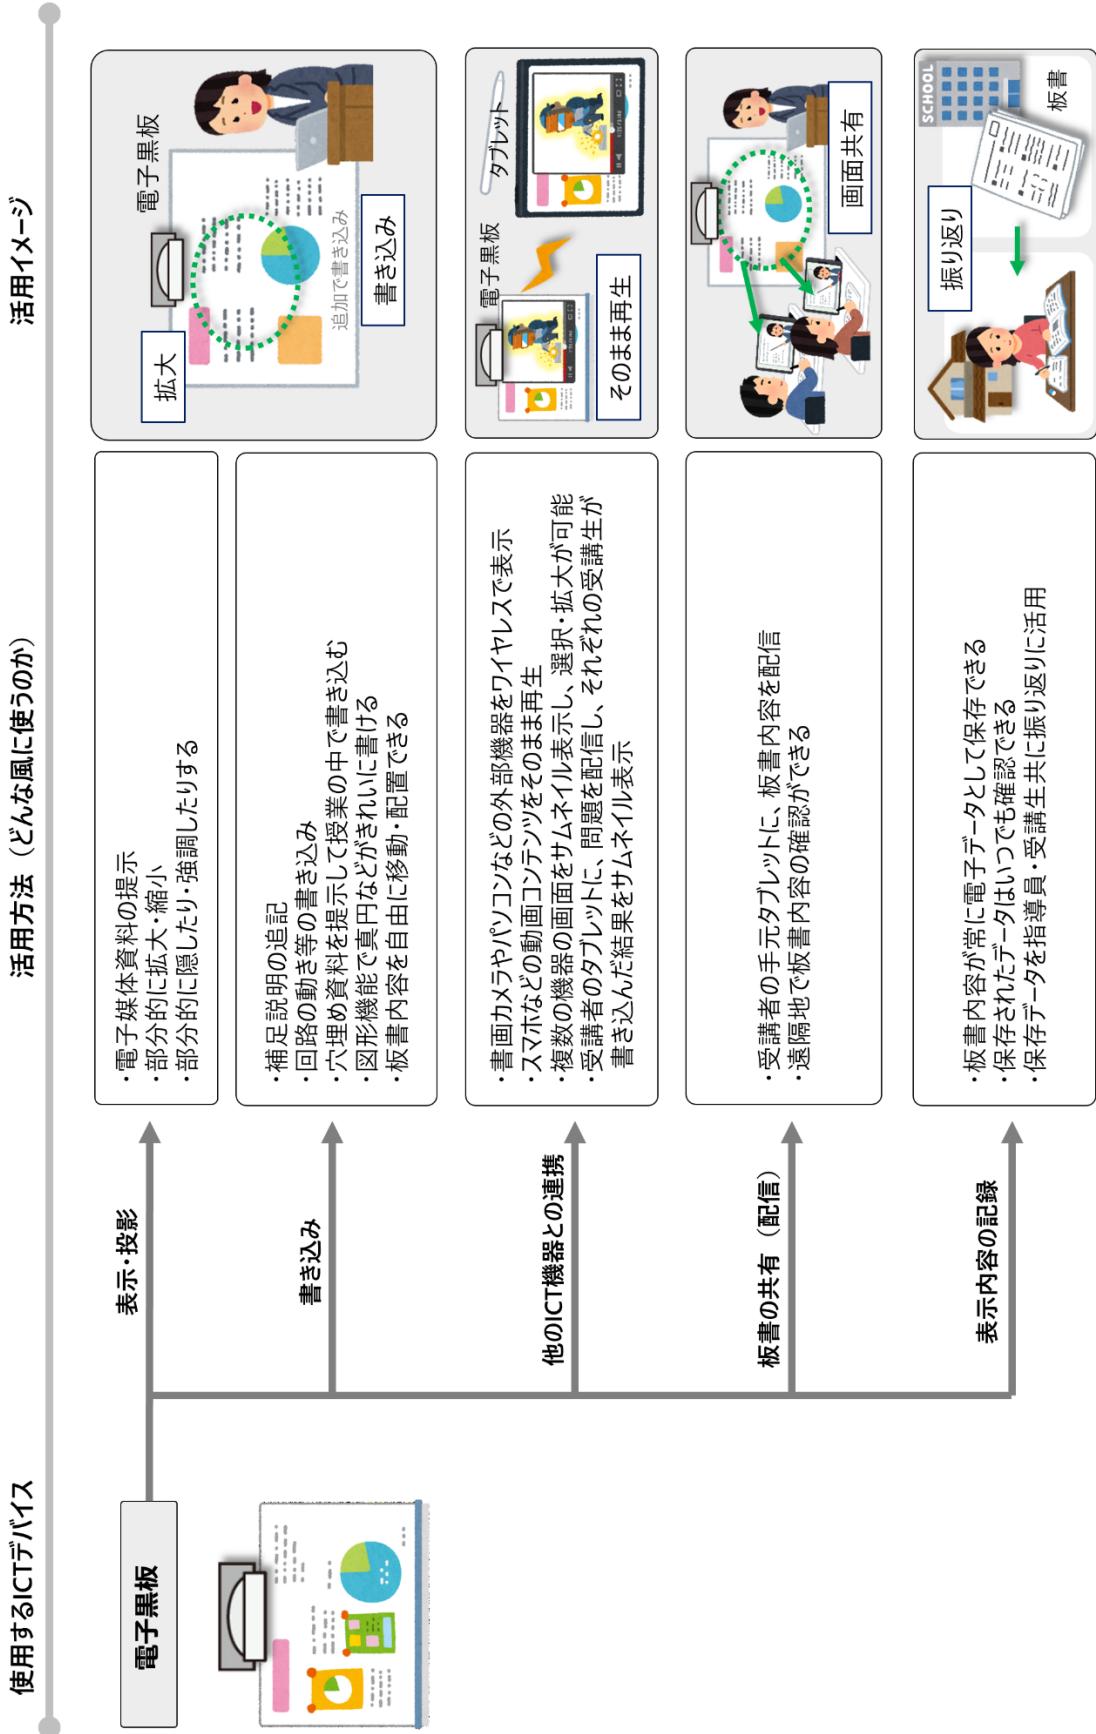 使用するICTデバイス
活用方法（どんな風に使うのか）
活用イメージ
電子黒板
表示・投影
・電子媒体資料の提示
・部分的に拡大・縮小
・部分的に隠したり・強調したりする
書き込み
・補足説明の追記
・回路の動き等の書き込み
・穴埋め資料を提示して授業の中で書き込む
・図形機能で真円などがきれいに書ける
・板書内容を自由に移動・配置できる
拡大
電子黒板
追加で書き込み
書き込み
他のICT機器との連携
・書画カメラやパソコンなどの外部機器をワイヤレスで表示
・スマホなどの動画コンテンツをそのまま再生
・複数の機器の画面をサムネイル表示し、選択・拡大が可能
・受講者のタブレットに、問題を配信し、それぞれの受講生が
書き込んだ結果をサムネイル表示
電子黒板
タブレット
そのまま再生
板書の共有（配信）
・受講者の手元タブレットに、板書内容を配信
・遠隔地で板書内容の確認ができる
画面共有
表示内容の記録
・板書内容が常に電子データとして保存できる
・保存されたデータはいつでも確認できる
・保存データを指導員・受講生共に振り返りに活用
振り返り
SCHOOL
板書